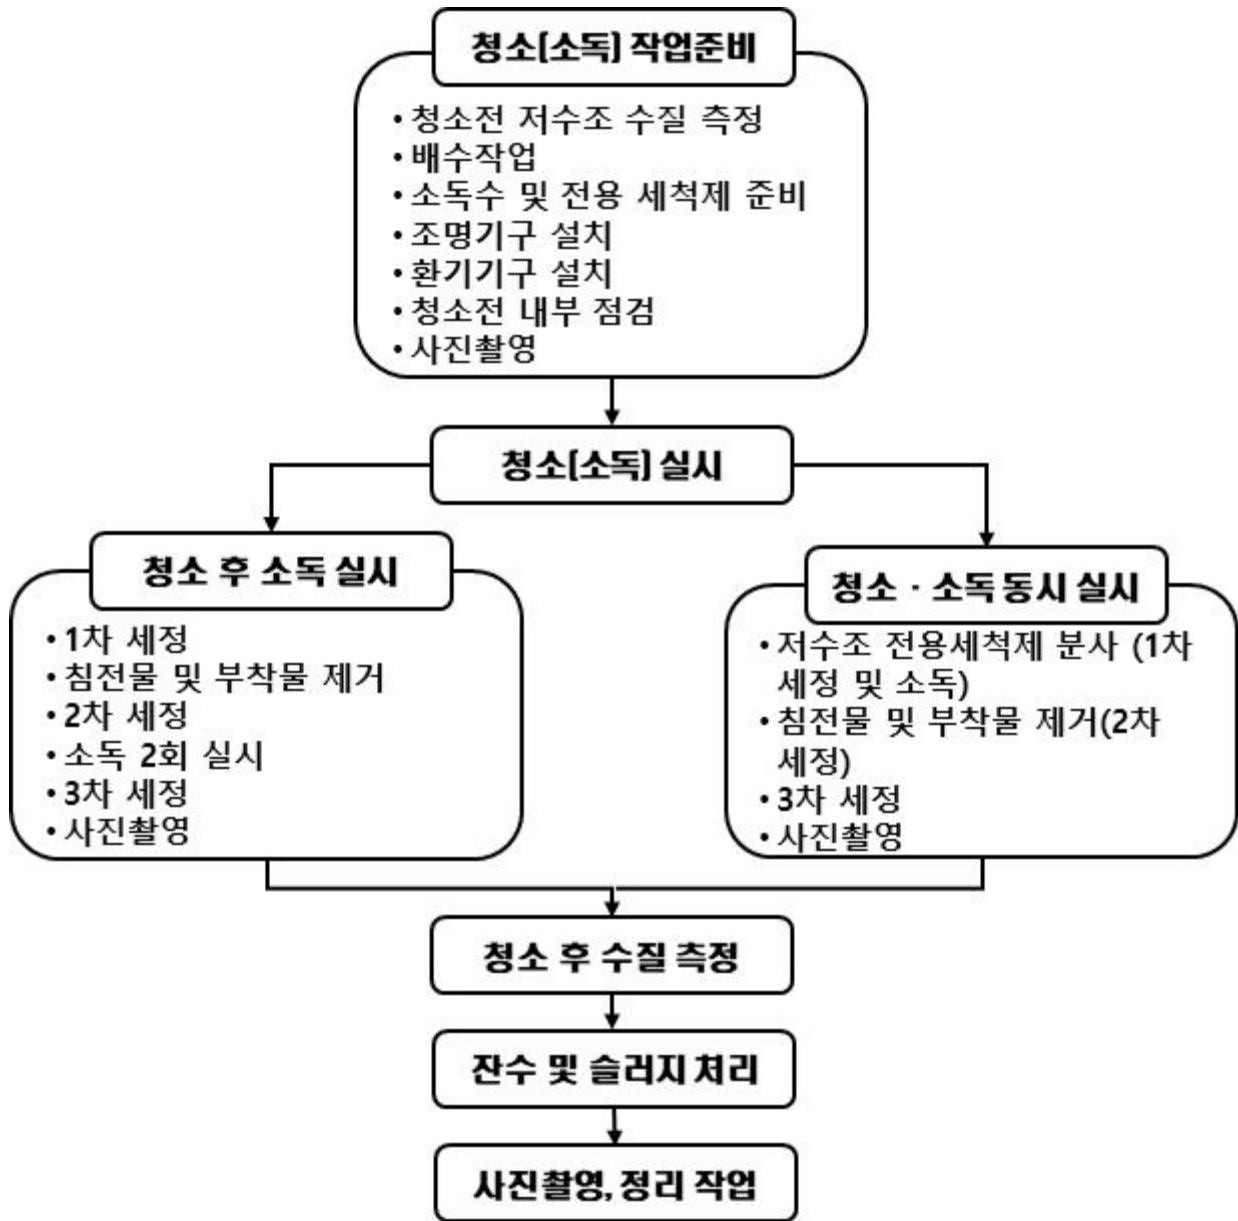 청소(소독) 작업준비
• 청소전 저수조 수질 측정
• 배수작업
• 소독수 및 전용 세척제 준비
• 조명기구 설치
• 환기기구 설치
• 청소전 내부 점검
• 사진촬영
청소(소독) 실시
청소 후 소독 실시
• 1차 세정
• 침전물 및 부착물 제거
• 2차 세정
• 소독 2회 실시
• 3차 세정
• 사진촬영
청소 · 소독 동시 실시
• 저수조 전용세척제 분사 (1차
세정 및 소독)
• 침전물 및 부착물 제거(2차
세정)
• 3차 세정
• 사진촬영
청소 후 수질 측정
잔수 및 슬러지 처리
사진촬영, 정리 작업